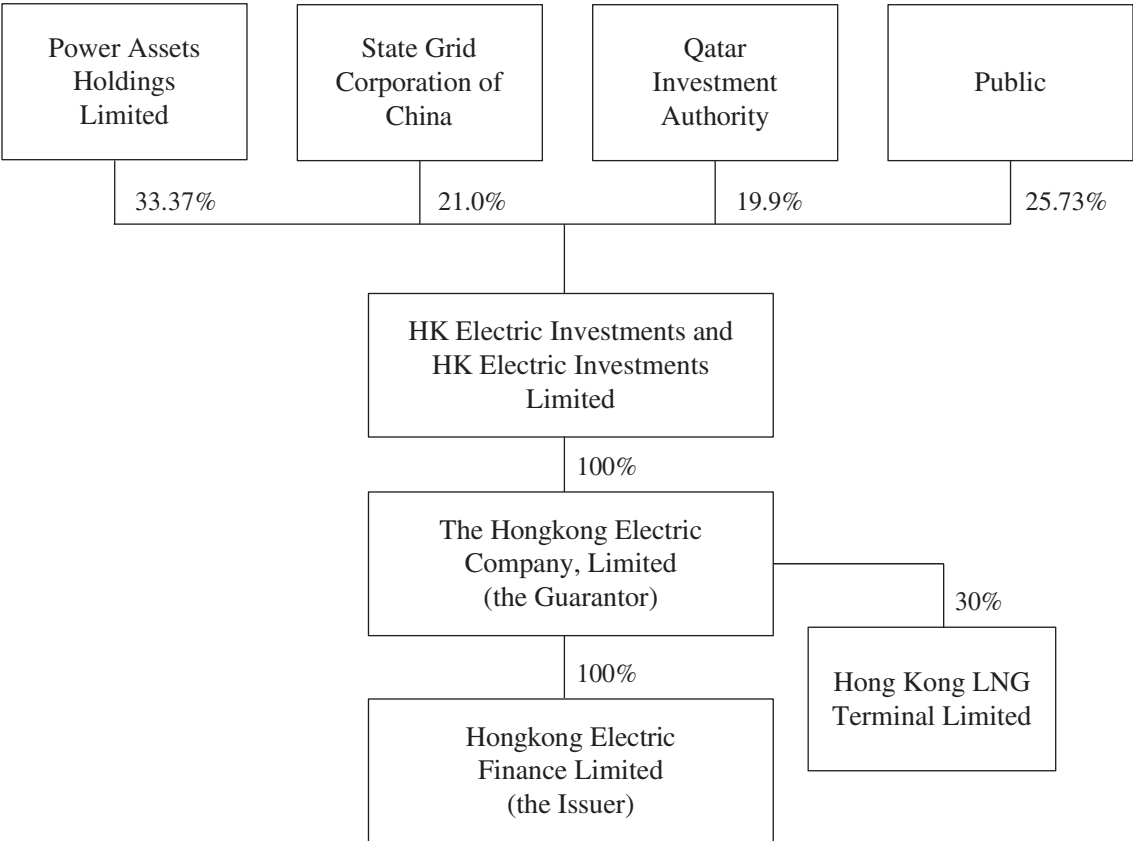 Power Assets
Holdings
Limited
State Grid
Corporation of
China
Qatar
Investment
Authority
Public
33.37%
21.0%
19.9%
25.73%
HK Electric Investments and
HK Electric Investments
Limited
100%
The Hongkong Electric
Company, Limited
(the Guarantor)
30%
100%
Hong Kong LNG
Terminal Limited
Hongkong Electric
Finance Limited
(the Issuer)